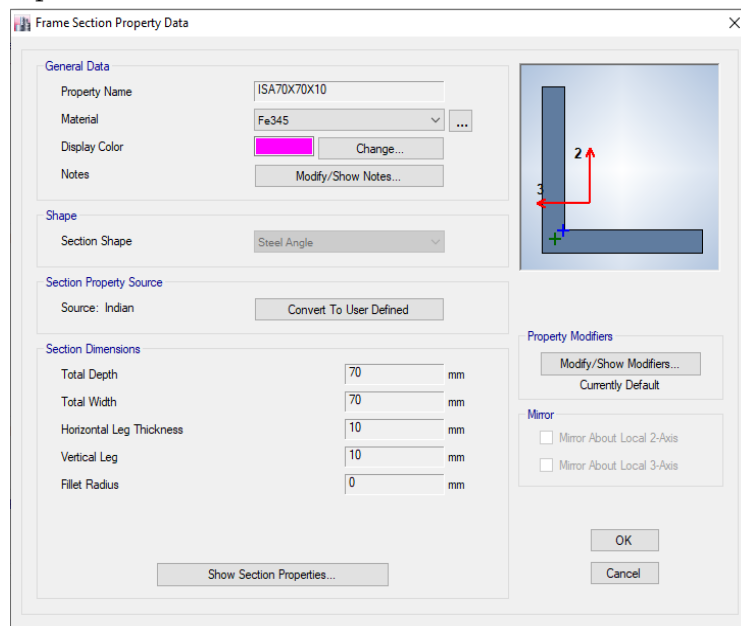 Frame Section Property Data
General Data
Property Name ISA70X70X10
Material Fe345 ...
Display Color Change...
Notes Modify/Show Notes...
Shape
Section Shape Steel Angle
Section Property Source
Source: Indian Convert To User Defined
Section Dimensions
Total Depth 70 mm
Total Width 70 mm
Horizontal Leg Thickness 10 mm
Vertical Leg 10 mm
Fillet Radius 0 mm
Show Section Properties...
2
3
Property Modifiers
Modify/Show Modifiers...
Currently Default
Mirror
Mirror About Local 2-Axis
Mirror About Local 3-Axis
OK
Cancel